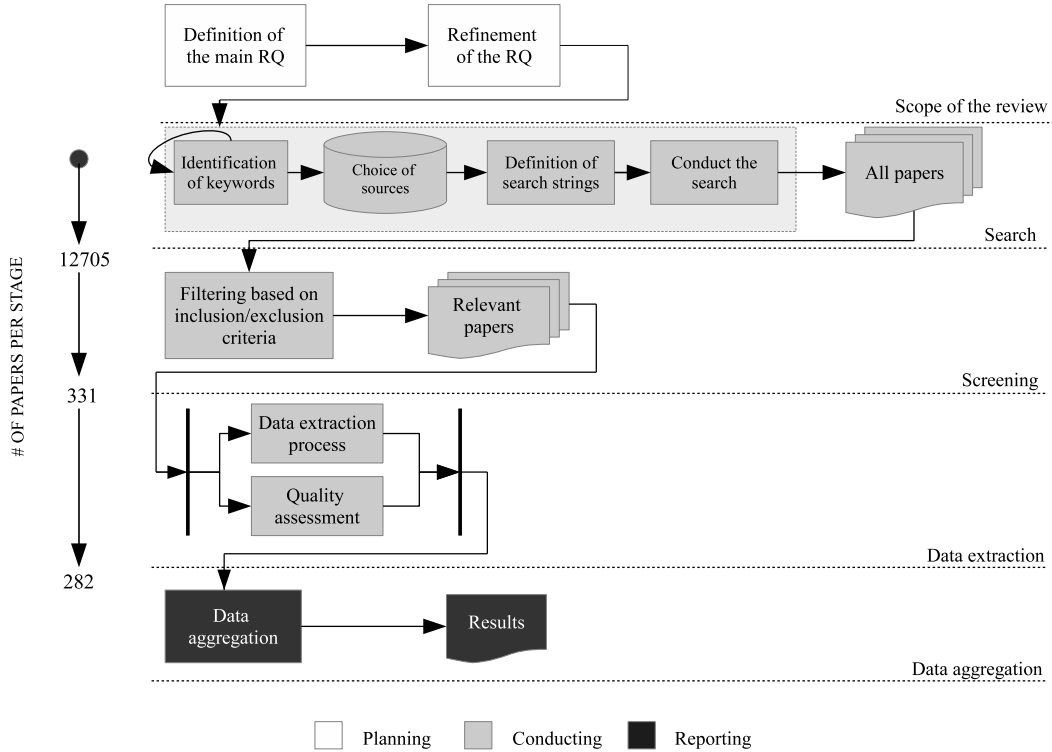 Definition of
the main RQ
Refinement
of the RQ
Scope of the review
Identification
of keywords
Choice of
sources
Definition of
search strings
Conduct the
search
All papers
Search
12705
# OF PAPERS PER STAGE
Filtering based on
inclusion/exclusion
criteria
Relevant
papers
Screening
331
Data extraction
process
Quality
assessment
Data extraction
282
Data
aggregation
Results
Data aggregation
Planning
Conducting
Reporting